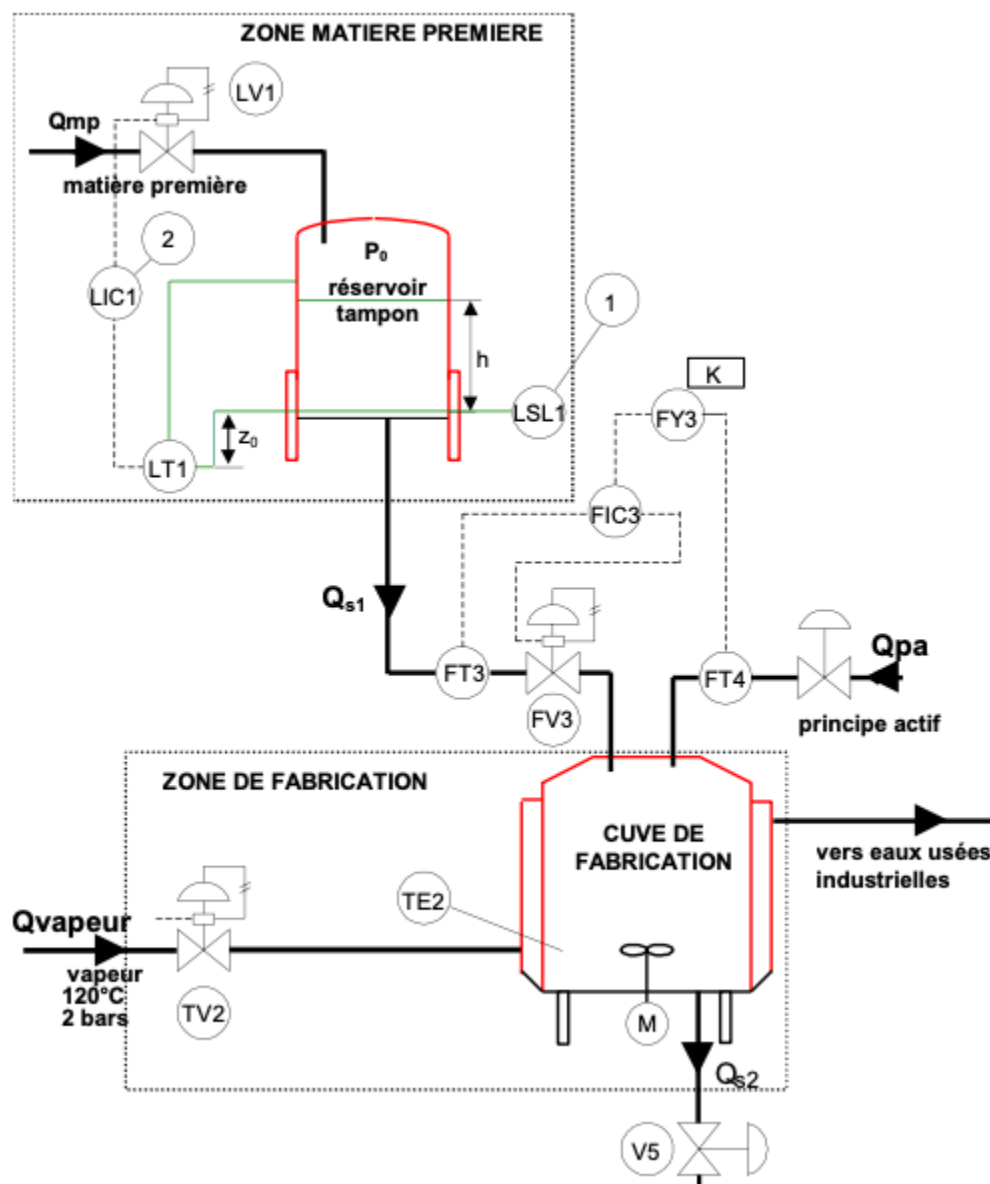 ZONE MATIERE PREMIERE
LV1
Qmp
matière première
2
P₀
réservoir
tampon
LIC1
1
h
K
LSL1
FY3
z₀
LT1
FIC3
Qs1
Qpa
FT3
FT4
FV3
principe actif
ZONE DE FABRICATION
CUVE DE
FABRICATION
vers eaux usées
industrielles
TE2
Qvapeur
vapeur
120°C
2 bars
TV2
M
Qs2
V5